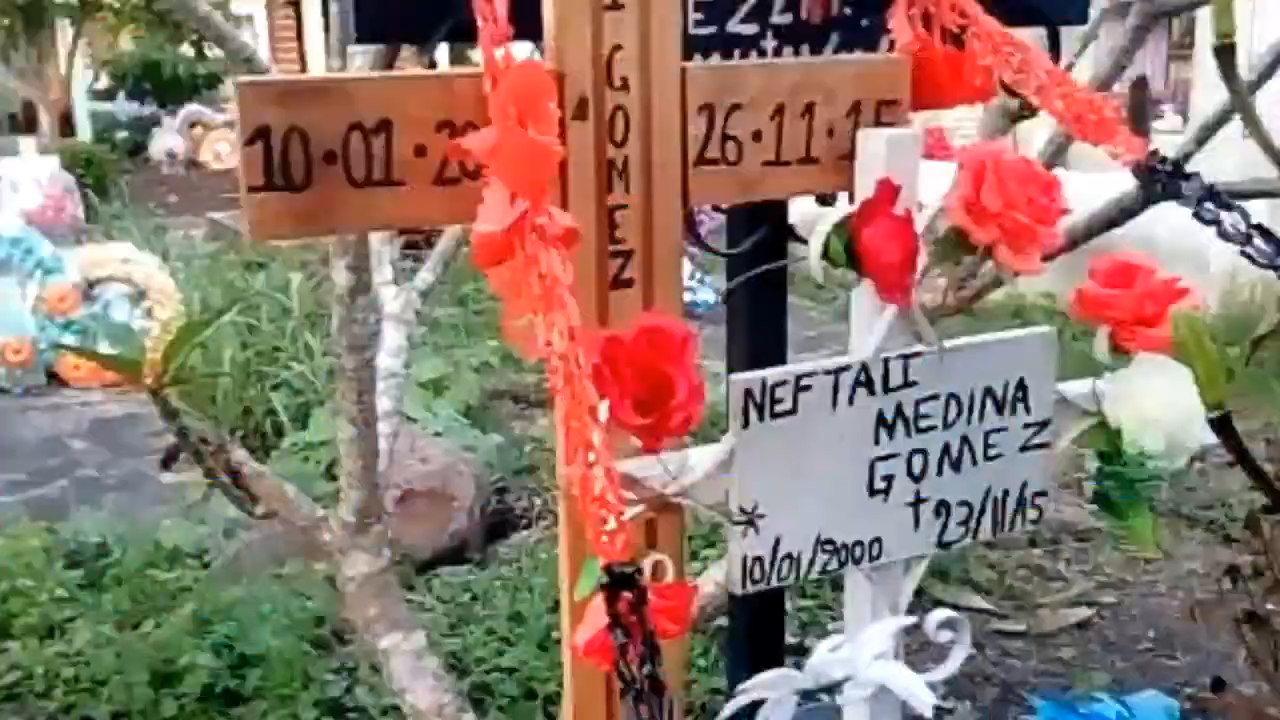 10·01·20
I GOMEZ
26·11·15
NEFTALI
MEDINA
GOMEZ
† 23/11/15
*
10/01/2000